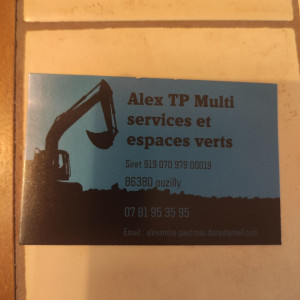 Alex TP Multi
services et
espaces verts
Siret 919 070 979 00019
86380 ouzilly
07 81 95 35 95
Email :